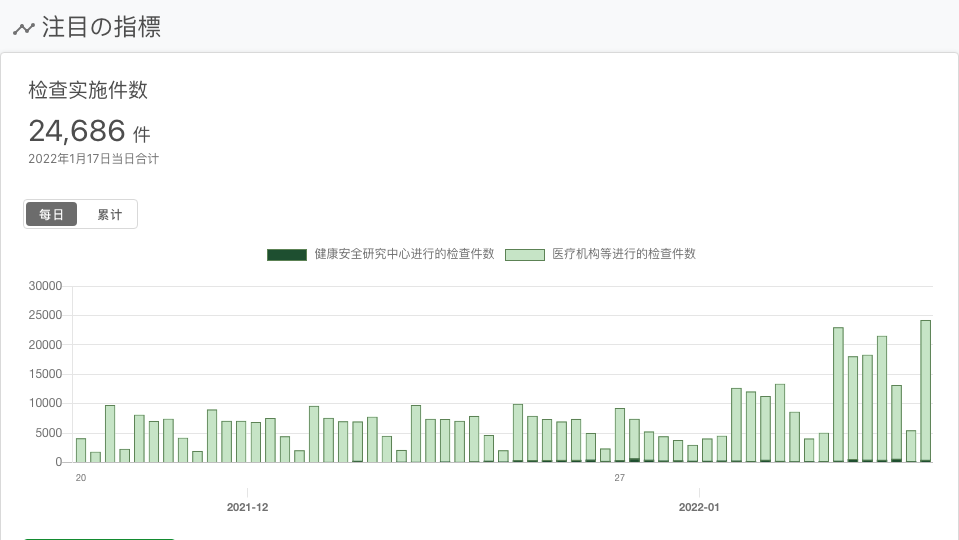 注目の指標
检查实施件数
24,686 件
2022年1月17日当日合计
每日 累计
健康安全研究中心进行的检查件数 医疗机构等进行的检查件数
30000
25000
20000
15000
10000
5000
0
20 27
2021-12 2022-01